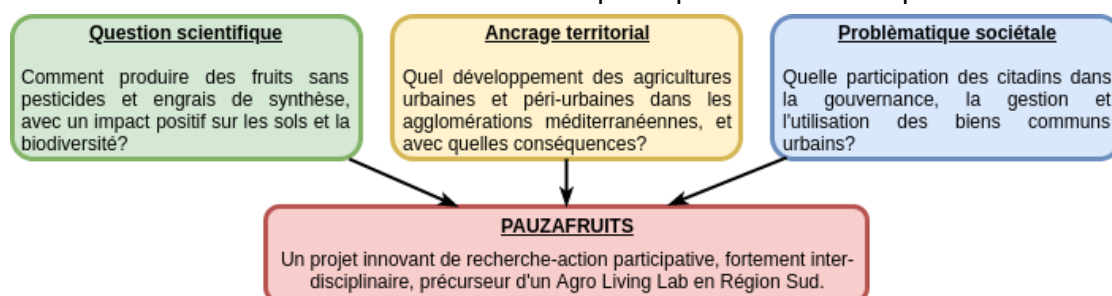 Question scientifique
Comment produire des fruits sans
pesticides et engrais de synthèse,
avec un impact positif sur les sols et la
biodiversité?
Ancrage territorial
Quel développement des agricultures
urbaines et péri-urbaines dans les
agglomérations méditerranéennes, et
avec quelles conséquences?
Problèmatique sociétale
Quelle participation des citadins dans
la gouvernance, la gestion et
l'utilisation des biens communs
urbains?
PAUZAFRUITS
Un projet innovant de recherche-action participative, fortement inter-
disciplinaire, précurseur d'un Agro Living Lab en Région Sud.